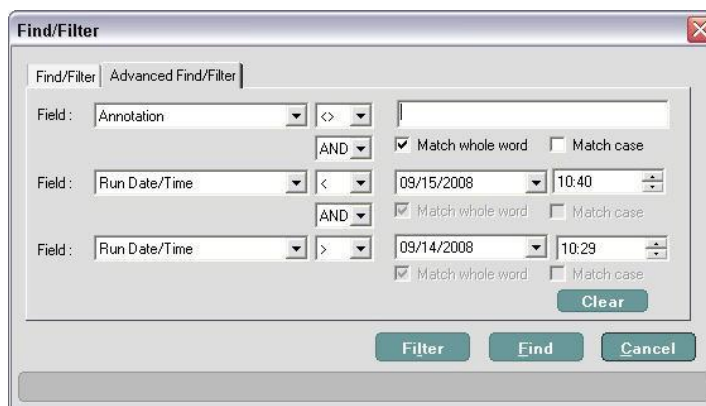 Find/Filter
Find/Filter Advanced Find/Filter
Field : Annotation <>
AND Match whole word Match case
Field : Run Date/Time < 09/15/2008 10:40
AND Match whole word Match case
Field : Run Date/Time > 09/14/2008 10:29
Match whole word Match case
Clear
Filter Find Cancel